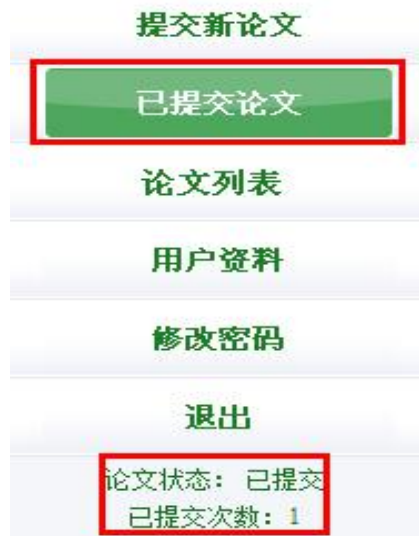 提交新论文
已提交论文
论文列表
用户资料
修改密码
退出
论文状态： 已提交
已提交次数：1